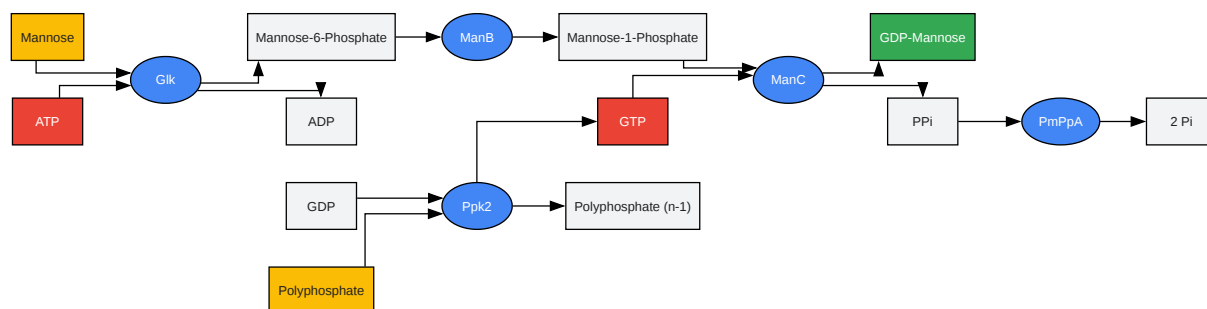 Mannose
Mannose-6-Phosphate
ManB
Mannose-1-Phosphate
GDP-Mannose
Glk
ManC
ATP
ADP
GTP
PPi
PmPpA
2 Pi
GDP
Ppk2
Polyphosphate (n-1)
Polyphosphate